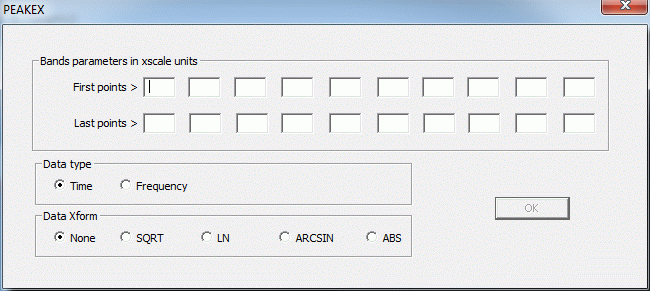 PEAKEX
Bands parameters in xscale units
First points >
Last points >
Data type
Time Frequency
Data Xform
None SQRT LN ARCSIN ABS
OK